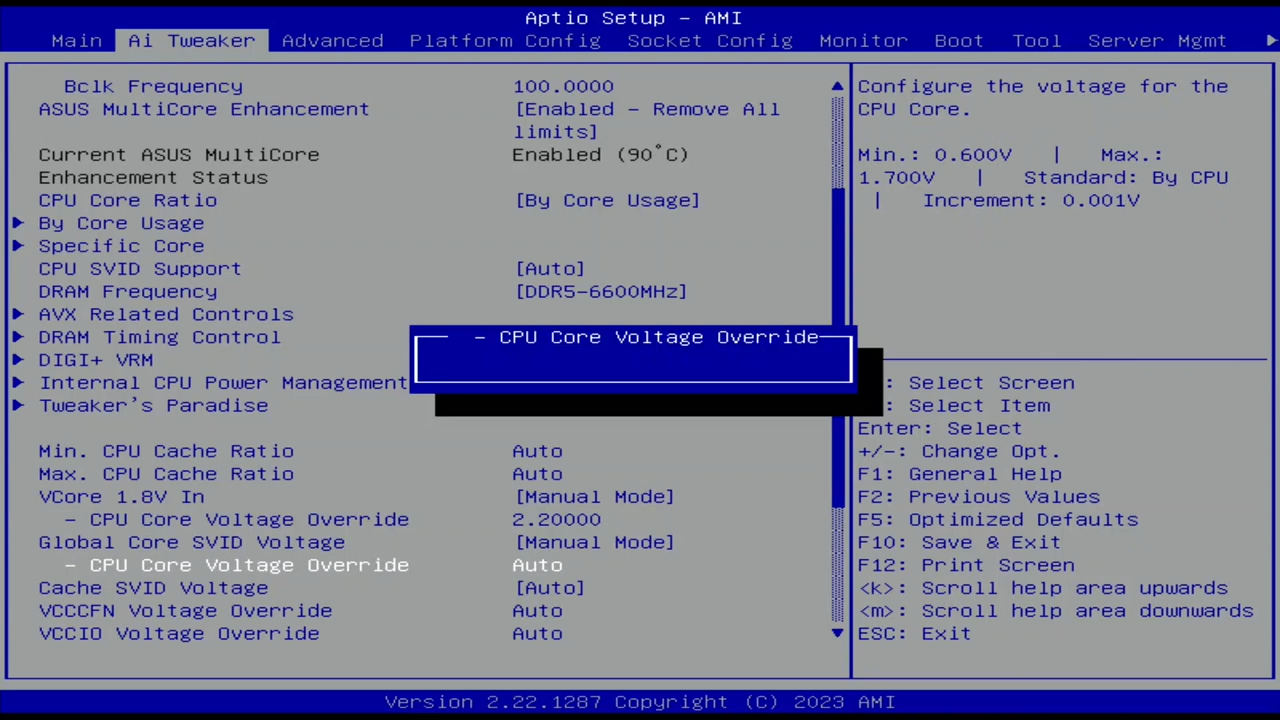 Aptio Setup - AMI
Main Ai Tweaker Advanced Platform Config Socket Config Monitor Boot Tool Server Mgmt
Bclk Frequency 100.0000
ASUS MultiCore Enhancement [Enabled - Remove All
limits]
Current ASUS MultiCore Enabled (90°C)
Enhancement Status
CPU Core Ratio [By Core Usage]
By Core Usage
Specific Core
CPU SVID Support [Auto]
DRAM Frequency [DDR5-6600MHz]
AVX Related Controls
DRAM Timing Control
DIGI+ VRM
Internal CPU Power Management
Tweaker's Paradise
Min. CPU Cache Ratio Auto
Max. CPU Cache Ratio Auto
VCore 1.8V In [Manual Mode]
- CPU Core Voltage Override 2.20000
Global Core SVID Voltage [Manual Mode]
- CPU Core Voltage Override Auto
Cache SVID Voltage [Auto]
VCCCFN Voltage Override Auto
VCCIO Voltage Override Auto
- CPU Core Voltage Override
Configure the voltage for the
CPU Core.
Min.: 0.600V | Max.:
1.700V | Standard: By CPU
| Increment: 0.001V
: Select Screen
: Select Item
Enter: Select
+/-: Change Opt.
F1: General Help
F2: Previous Values
F5: Optimized Defaults
F10: Save & Exit
F12: Print Screen
<k>: Scroll help area upwards
<m>: Scroll help area downwards
ESC: Exit
Version 2.22.1287 Copyright (C) 2023 AMI